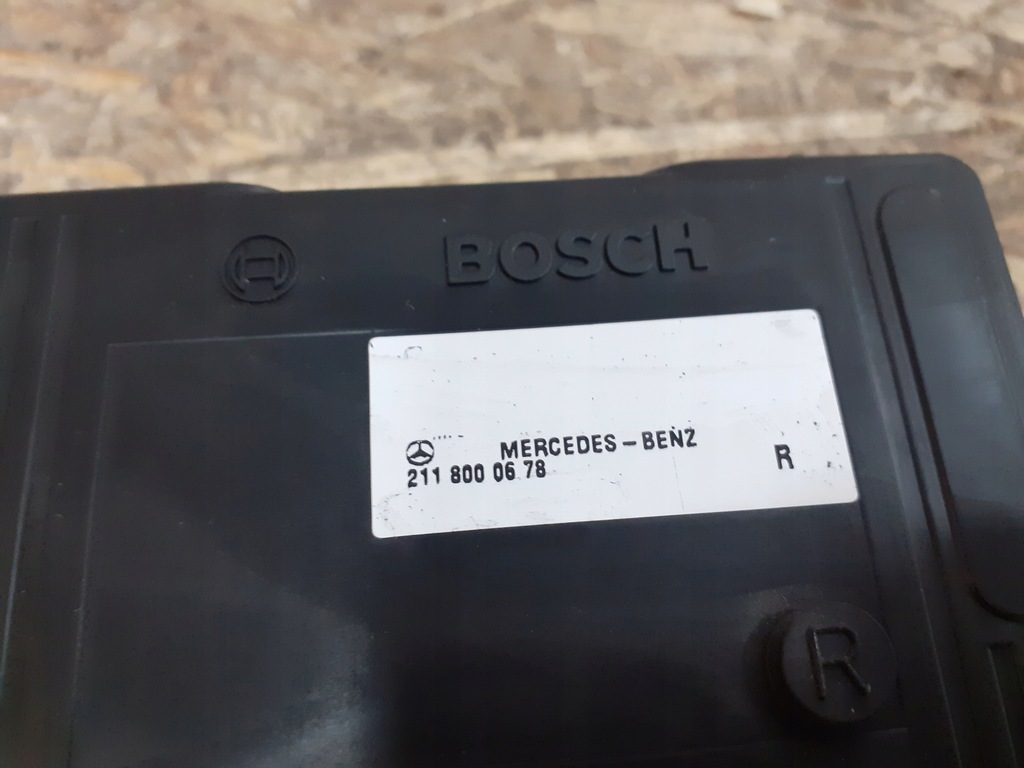 BOSCH
MERCEDES-BENZ
211 800 06 78
R
R